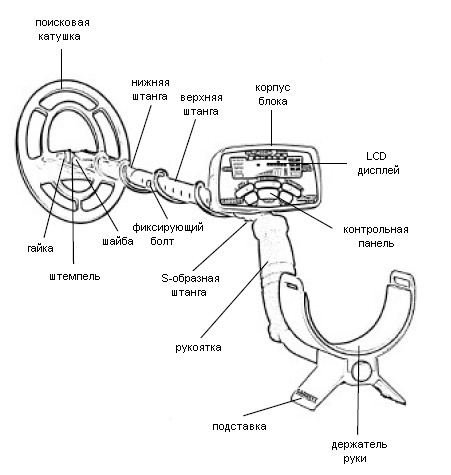 поисковая
катушка
нижняя
штанга
верхняя
штанга
корпус
блока
LCD
дисплей
гайка
шайба
фиксирующий
болт
контрольная
панель
штемпель
S-образная
штанга
рукоятка
GARRETT
подставка
держатель
руки